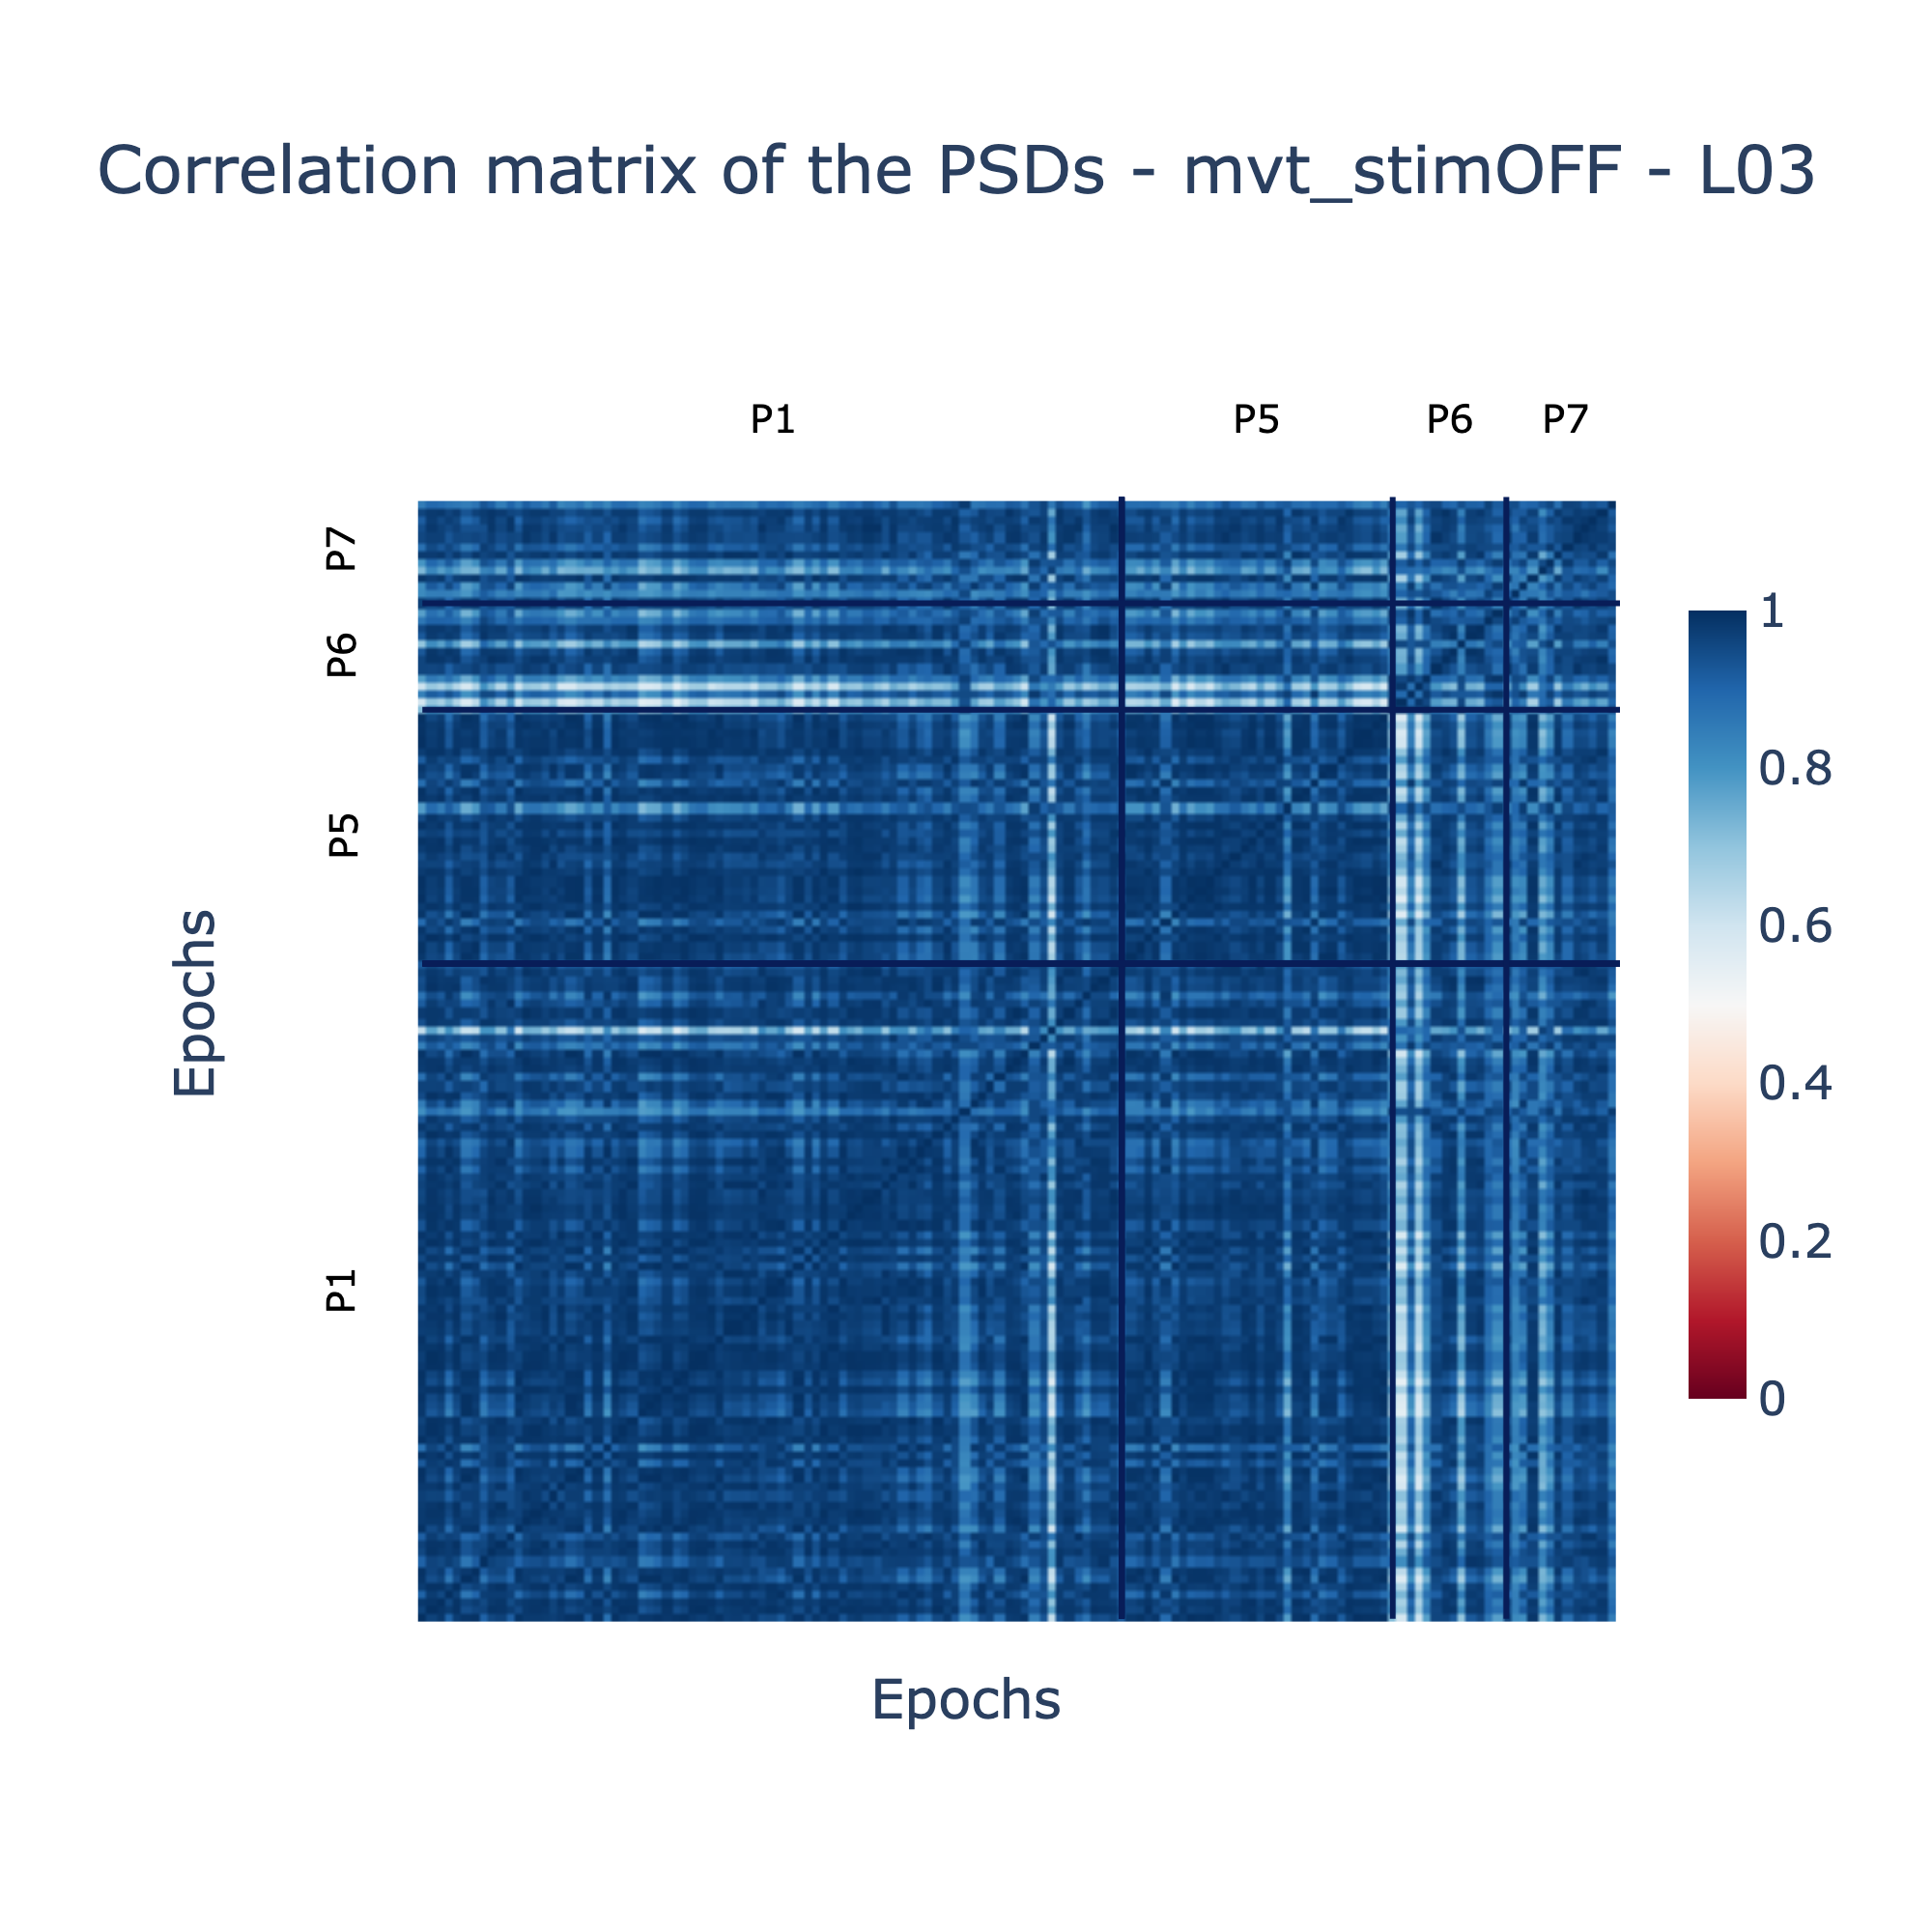 Correlation matrix of the PSDs - mvt_stimOFF - L03
P1 P5 P6 P7
P7
P6
P5
P1
Epochs
Epochs
1
0.8
0.6
0.4
0.2
0